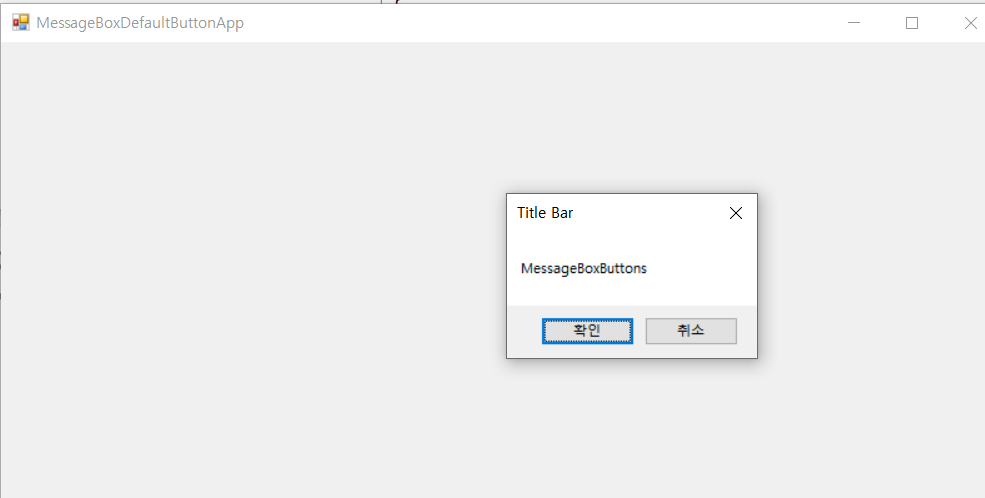 MessageBoxDefaultButtonApp
Title Bar
MessageBoxButtons
확인 취소